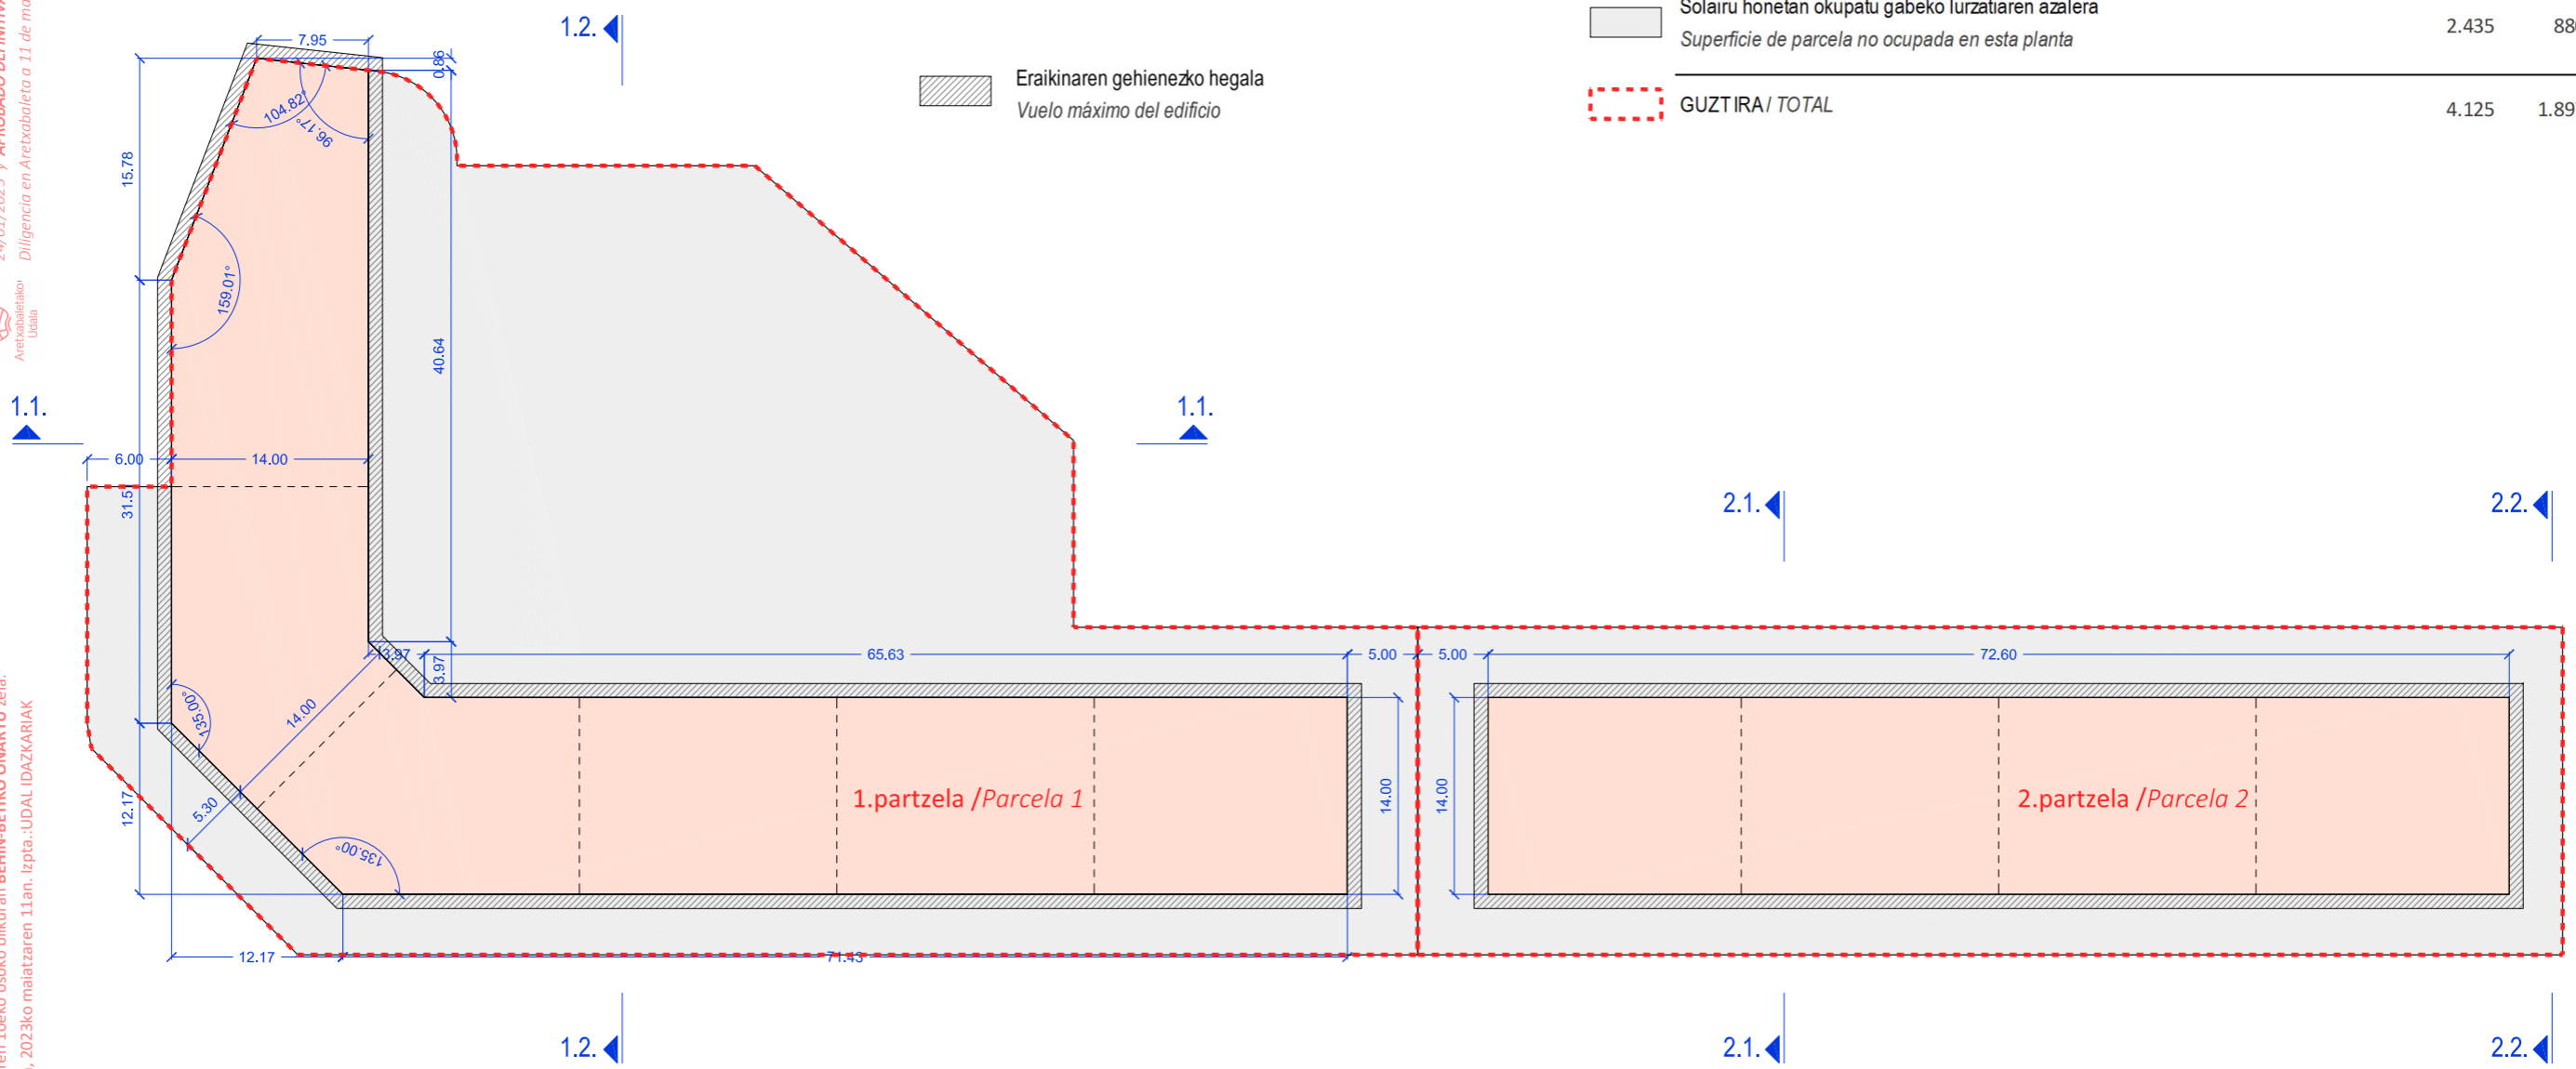 Solairu honetan okupatu gabeko lurzatiaren azalera
Superficie de parcela no ocupada en esta planta
2.435
GUZTIRA / TOTAL
4.125
Eraikinaren gehienezko hegala
Vuelo máximo del edificio
Diligencia en Aretxabaleta a 11 de
Aretxabaletako
Udala
BEHIN-BETIKO ONARTU zela.
2023ko maiatzaren 11an. Izpta.:UDAL IDAZKARIAK
1.2.
7.95
0.86
104.82°
96.17°
15.78
159.01°
40.64
1.1.
1.1.
6.00
14.00
31.5
2.1.
2.2.
3.97
3.97
65.63
5.00
5.00
72.60
135.00°
14.00
5.30
12.17
135.00°
14.00
14.00
1.partzela /Parcela 1
2.partzela /Parcela 2
12.17
71.43
1.2.
2.1.
2.2.